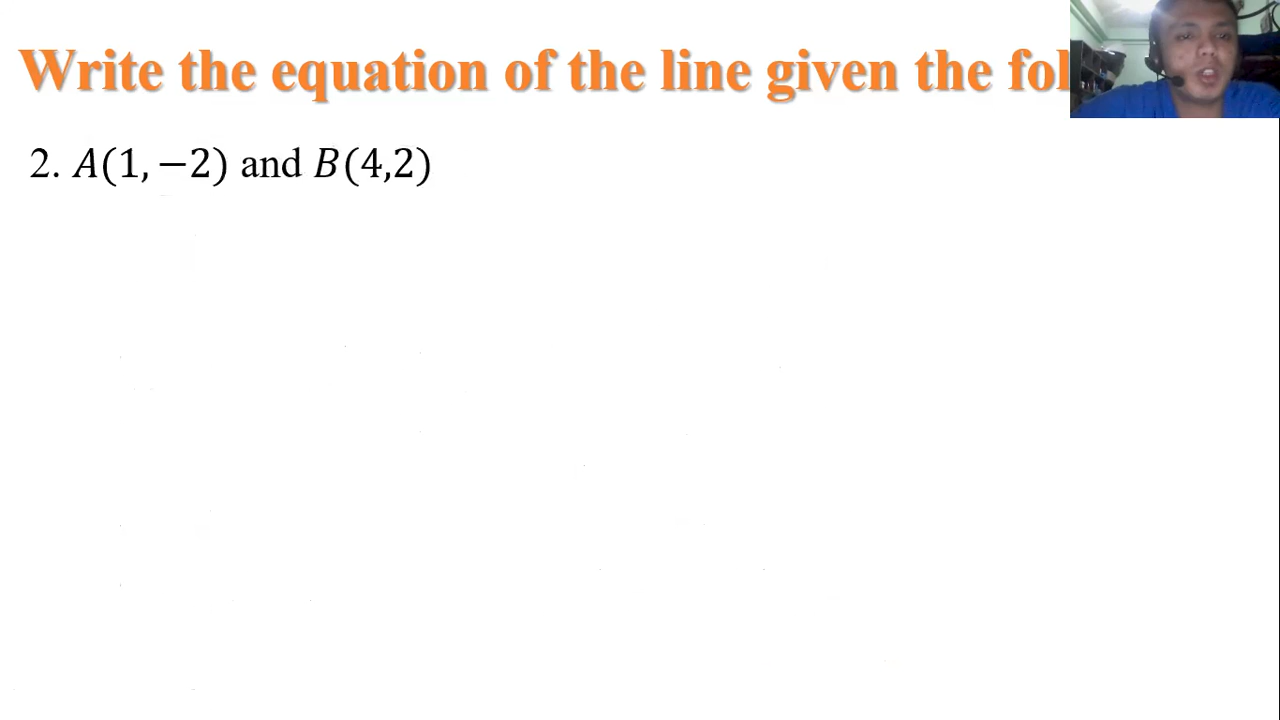 Write the equation of the line given the fol
2. A(1, −2) and B(4,2)